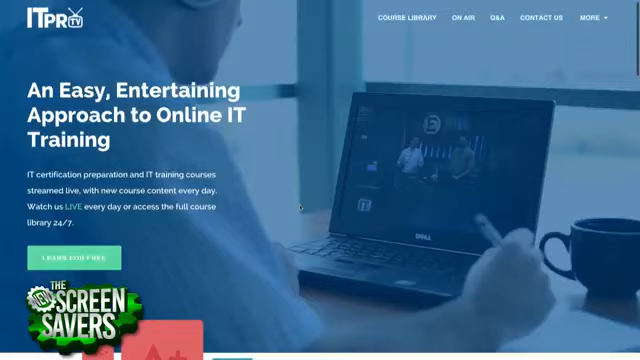 ITPRO TV
COURSE LIBRARY ON AIR Q&A CONTACT US MORE
An Easy, Entertaining
Approach to Online IT
Training
IT certification preparation and IT training courses
streamed live, with new course content every day.
Watch us LIVE every day or access the full course
library 24/7.
LEARN FOR FREE
DELL
THE
NEW
SCREEN
SAVERS
A+